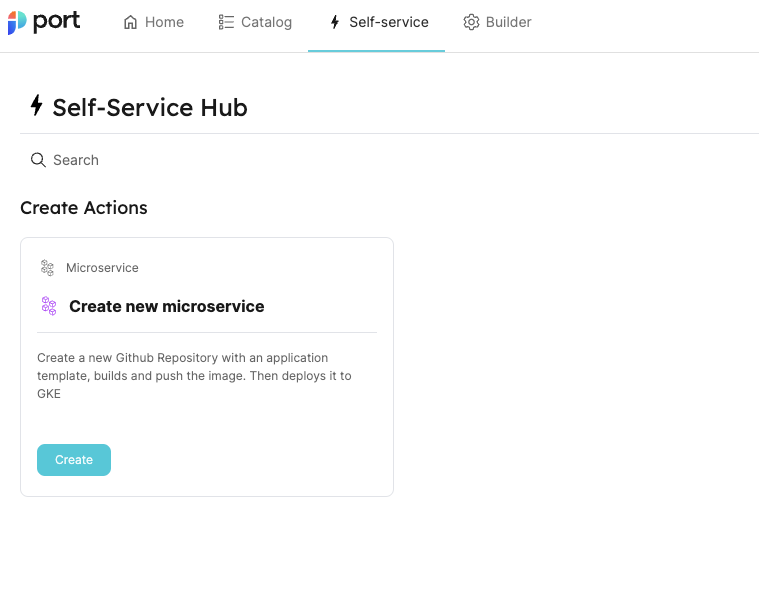 port
Home
Catalog
Self-service
Builder
Self-Service Hub
Search
Create Actions
Microservice
Create new microservice
Create a new Github Repository with an application
template, builds and push the image. Then deploys it to
GKE
Create